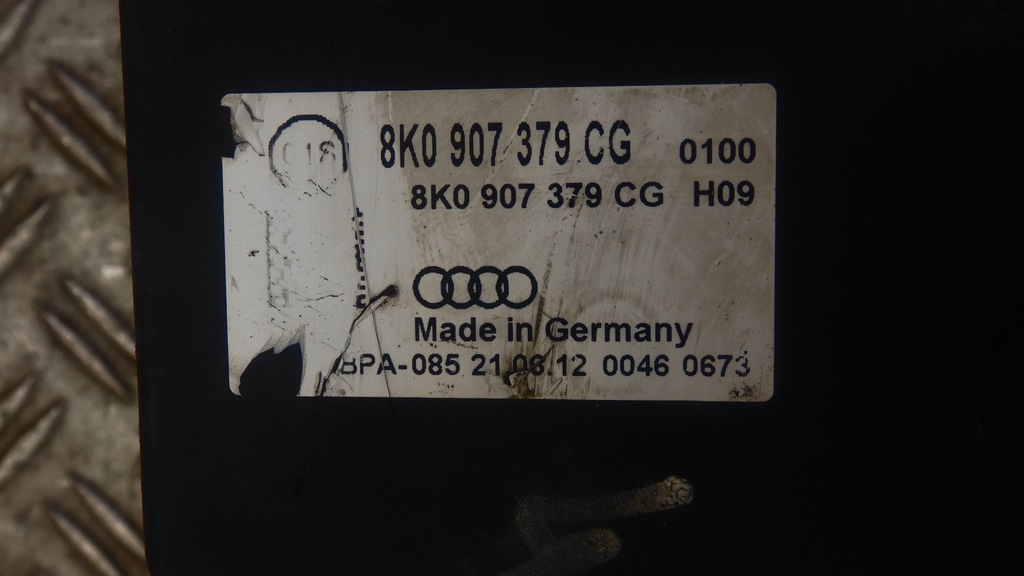 8K0 907 379 CG 0100
8K0 907 379 CG H09
Made in Germany
BPA-085 21.06.12 0046 0673